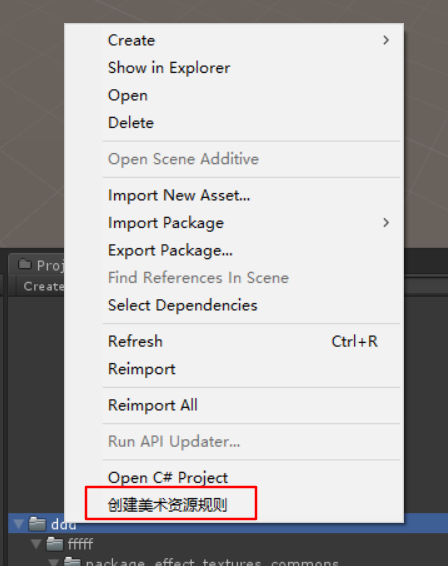 Create
Show in Explorer
Open
Delete
Open Scene Additive
Import New Asset...
Import Package
Export Package...
Find References In Scene
Select Dependencies
Refresh Ctrl+R
Reimport
Reimport All
Run API Updater...
Open C# Project
创建美术资源规则
Proj
Create
ddd
fffff
package_effect_textures_commons